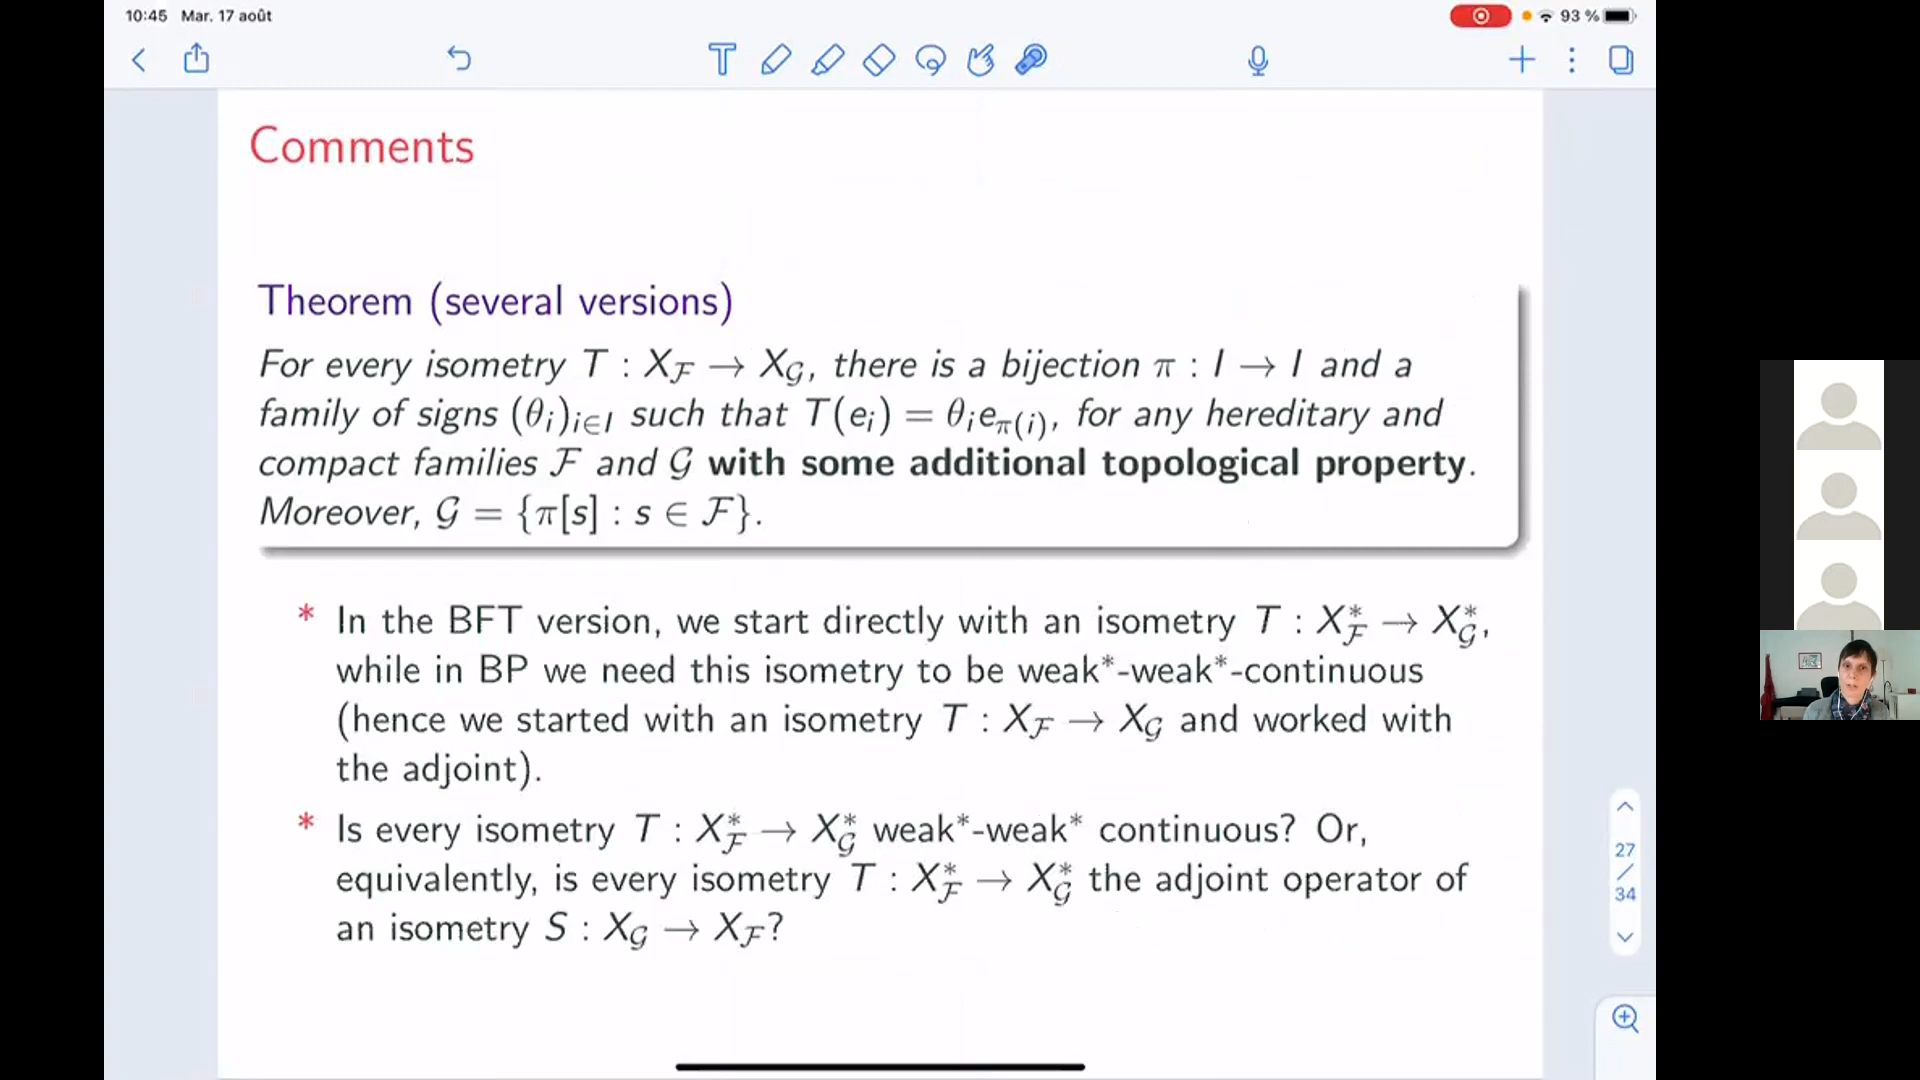 10:45 Mar. 17 août
93 %
Comments
Theorem (several versions)
For every isometry T : X_ℱ → X_𝒢, there is a bijection π : I → I and a
family of signs (θ_i)_{i∈I} such that T(e_i) = θ_i e_{π(i)}, for any hereditary and
compact families ℱ and 𝒢 with some additional topological property.
Moreover, 𝒢 = {π[s] : s ∈ ℱ}.
* In the BFT version, we start directly with an isometry T : X*_ℱ → X*_𝒢,
while in BP we need this isometry to be weak*-weak*-continuous
(hence we started with an isometry T : X_ℱ → X_𝒢 and worked with
the adjoint).
* Is every isometry T : X*_ℱ → X*_𝒢 weak*-weak* continuous? Or,
equivalently, is every isometry T : X*_ℱ → X*_𝒢 the adjoint operator of
an isometry S : X_𝒢 → X_ℱ?
27
/
34